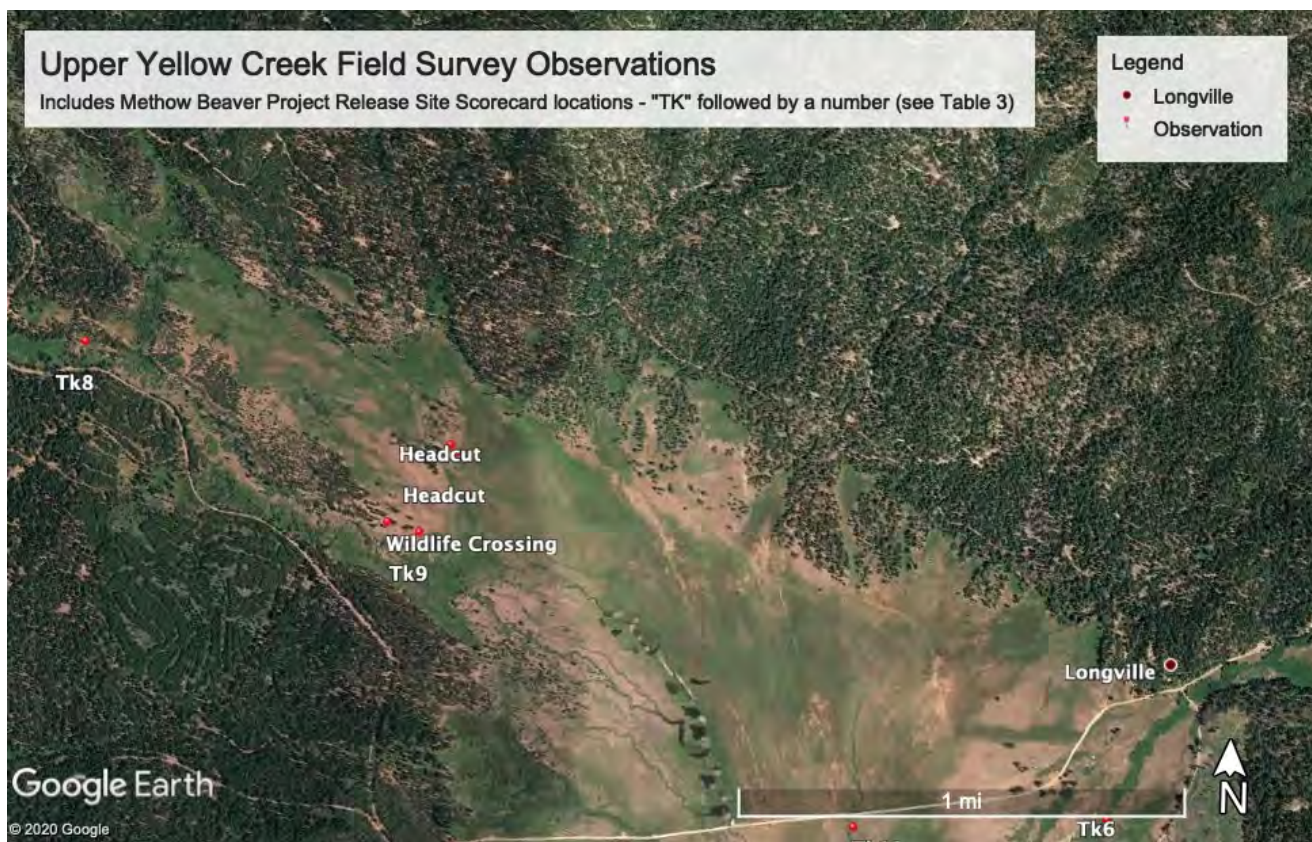 Upper Yellow Creek Field Survey Observations
Includes Methow Beaver Project Release Site Scorecard locations - "TK" followed by a number (see Table 3)
Legend
Longville
Observation
Tk8
Headcut
Headcut
Wildlife Crossing
Tk9
Longville
Google Earth
1 mi
N
Tk6
© 2020 Google